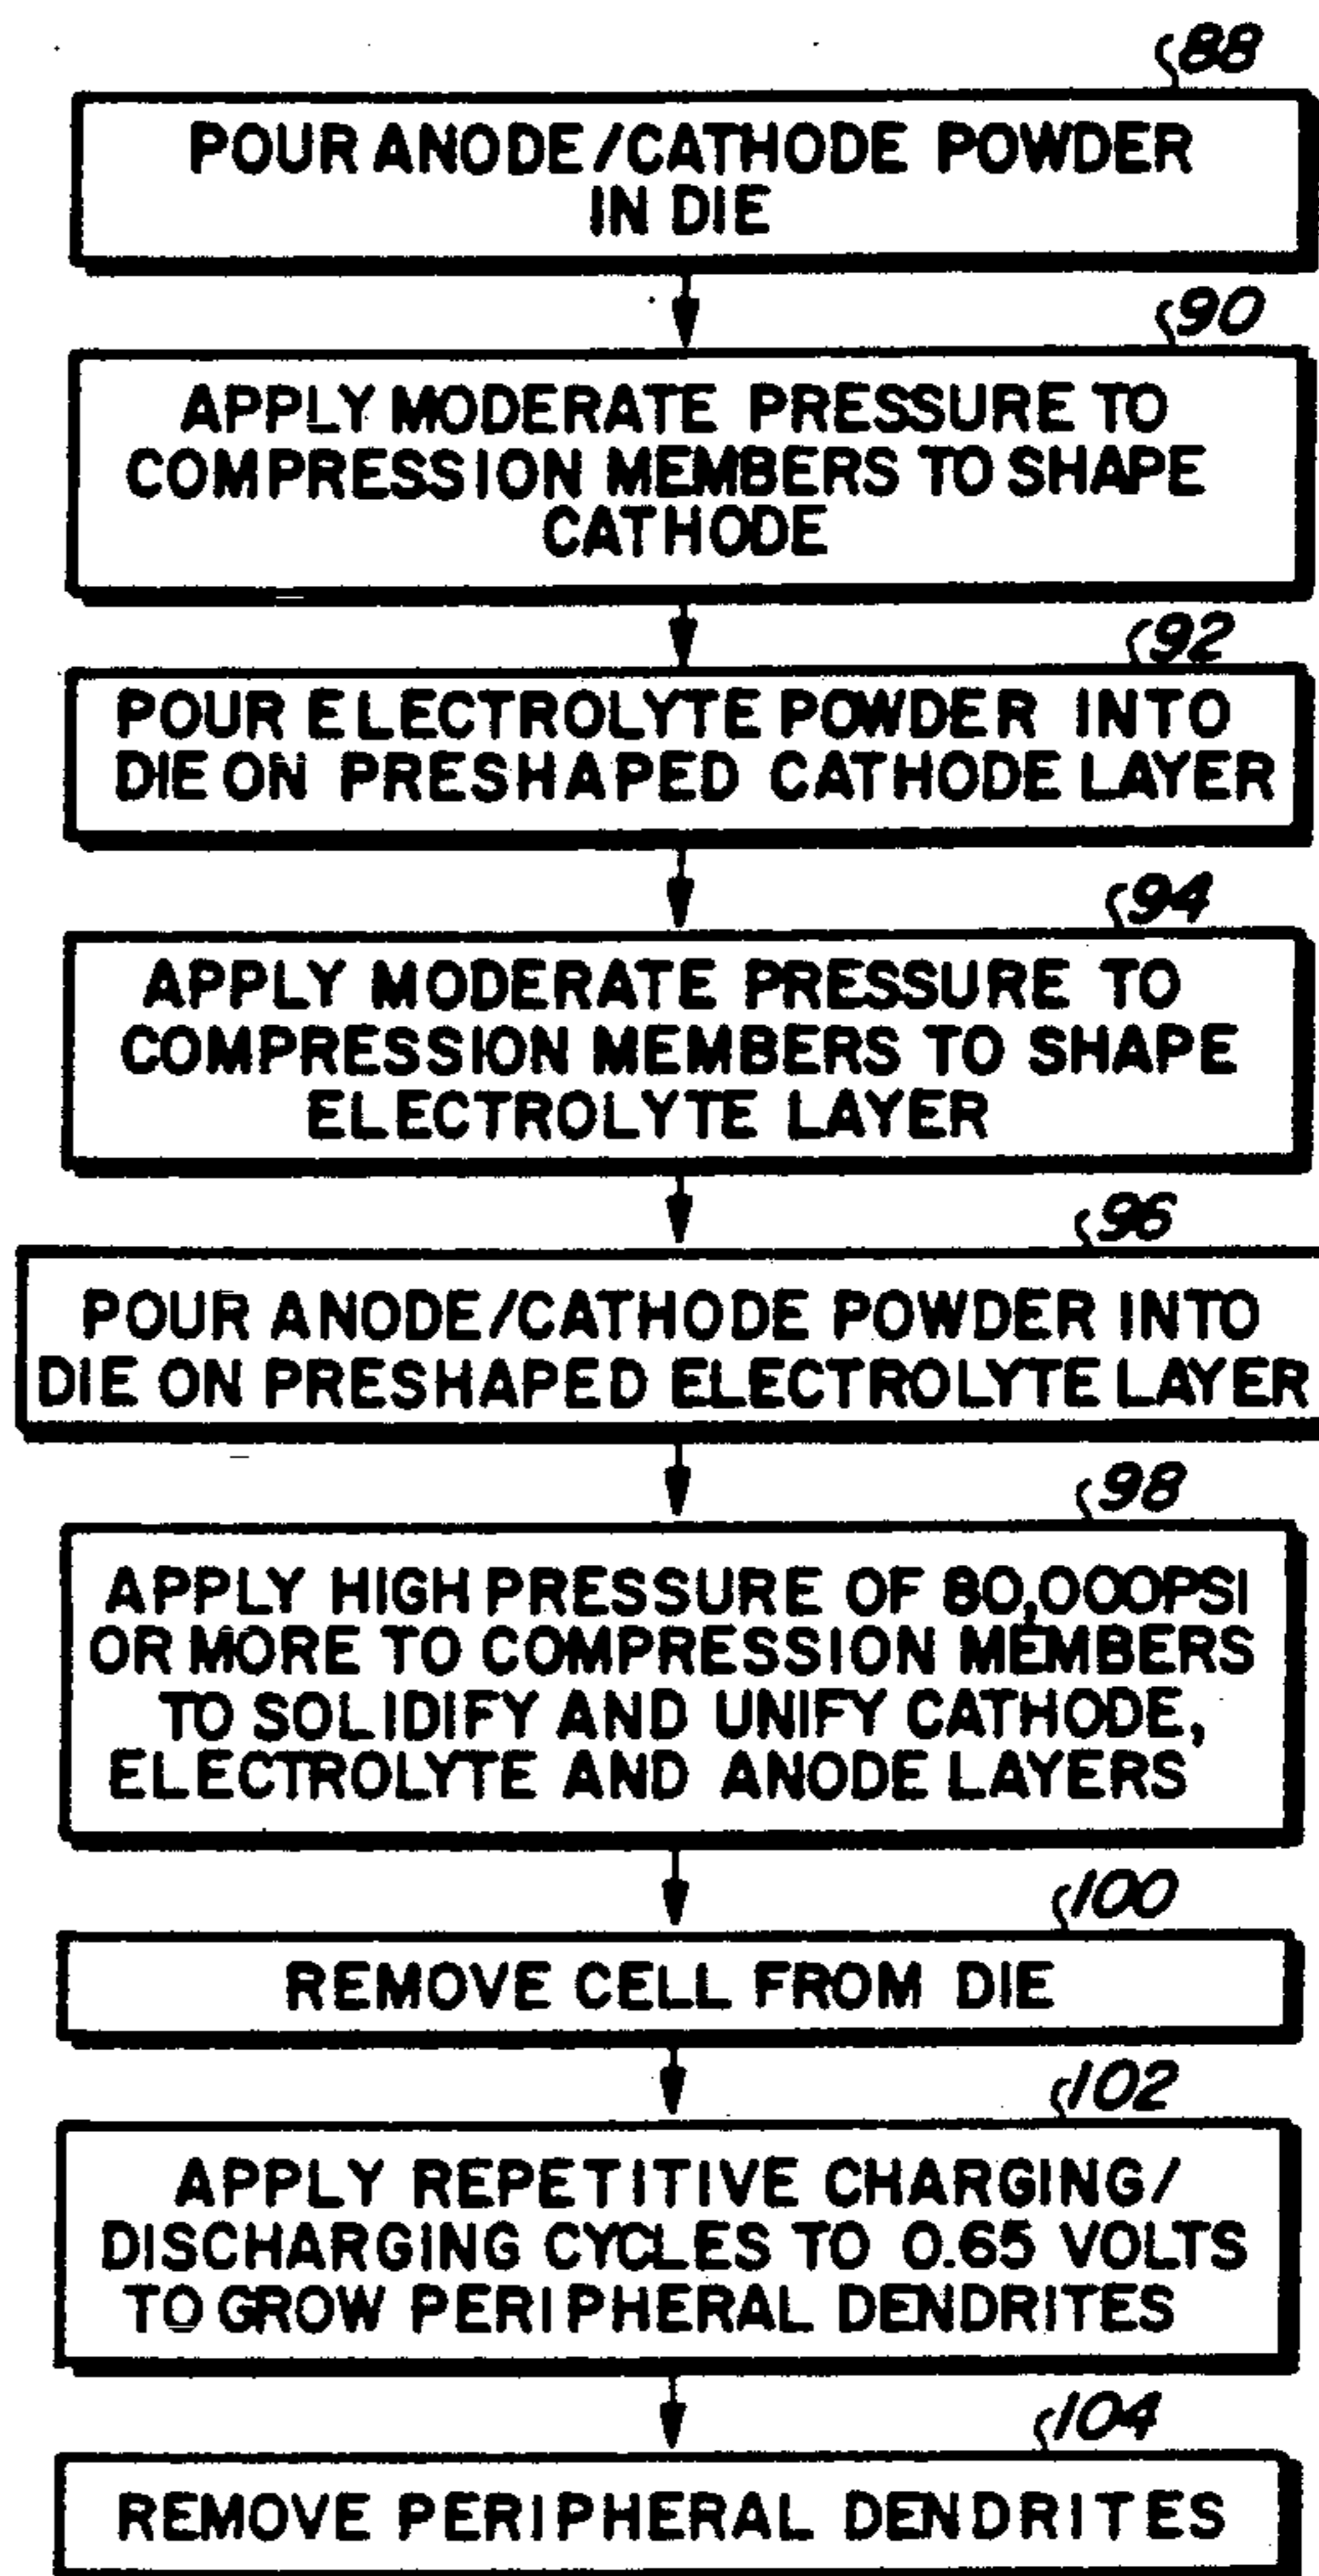 88
POUR ANODE/CATHODE POWDER
IN DIE
90
APPLY MODERATE PRESSURE TO
COMPRESSION MEMBERS TO SHAPE
CATHODE
92
POUR ELECTROLYTE POWDER INTO
DIE ON PRESHAPED CATHODE LAYER
94
APPLY MODERATE PRESSURE TO
COMPRESSION MEMBERS TO SHAPE
ELECTROLYTE LAYER
96
POUR ANODE/CATHODE POWDER INTO
DIE ON PRESHAPED ELECTROLYTE LAYER
98
APPLY HIGH PRESSURE OF 80,000PSI
OR MORE TO COMPRESSION MEMBERS
TO SOLIDIFY AND UNIFY CATHODE,
ELECTROLYTE AND ANODE LAYERS
100
REMOVE CELL FROM DIE
102
APPLY REPETITIVE CHARGING/
DISCHARGING CYCLES TO 0.65 VOLTS
TO GROW PERIPHERAL DENDRITES
104
REMOVE PERIPHERAL DENDRITES